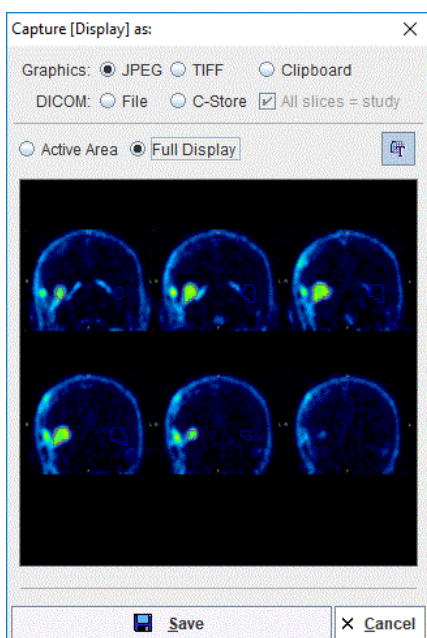 Capture [Display] as:
Graphics: JPEG TIFF Clipboard
DICOM: File C-Store All slices = study
Active Area Full Display
Save Cancel